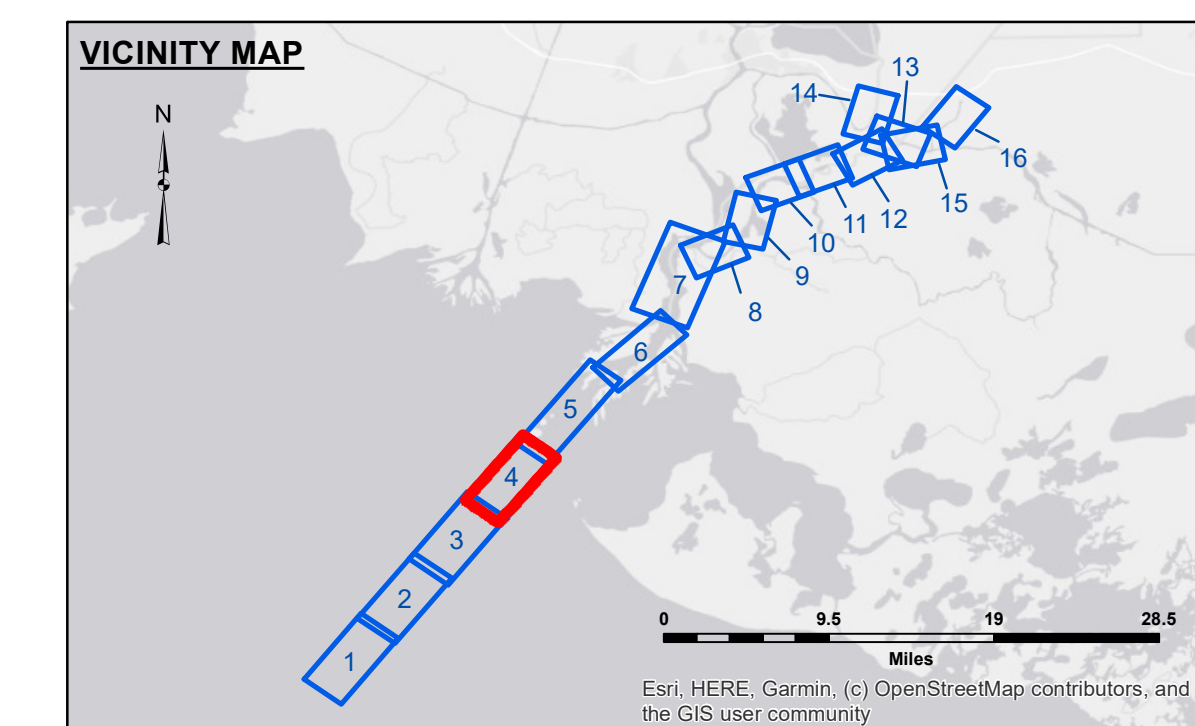 VICINITY MAP
N
13
14
16
15
12
11
10
9
7
8
6
5
4
3
2
1
0 9.5 19 28.5
Miles
Esri, HERE, Garmin, (c) OpenStreetMap contributors, and
the GIS user community